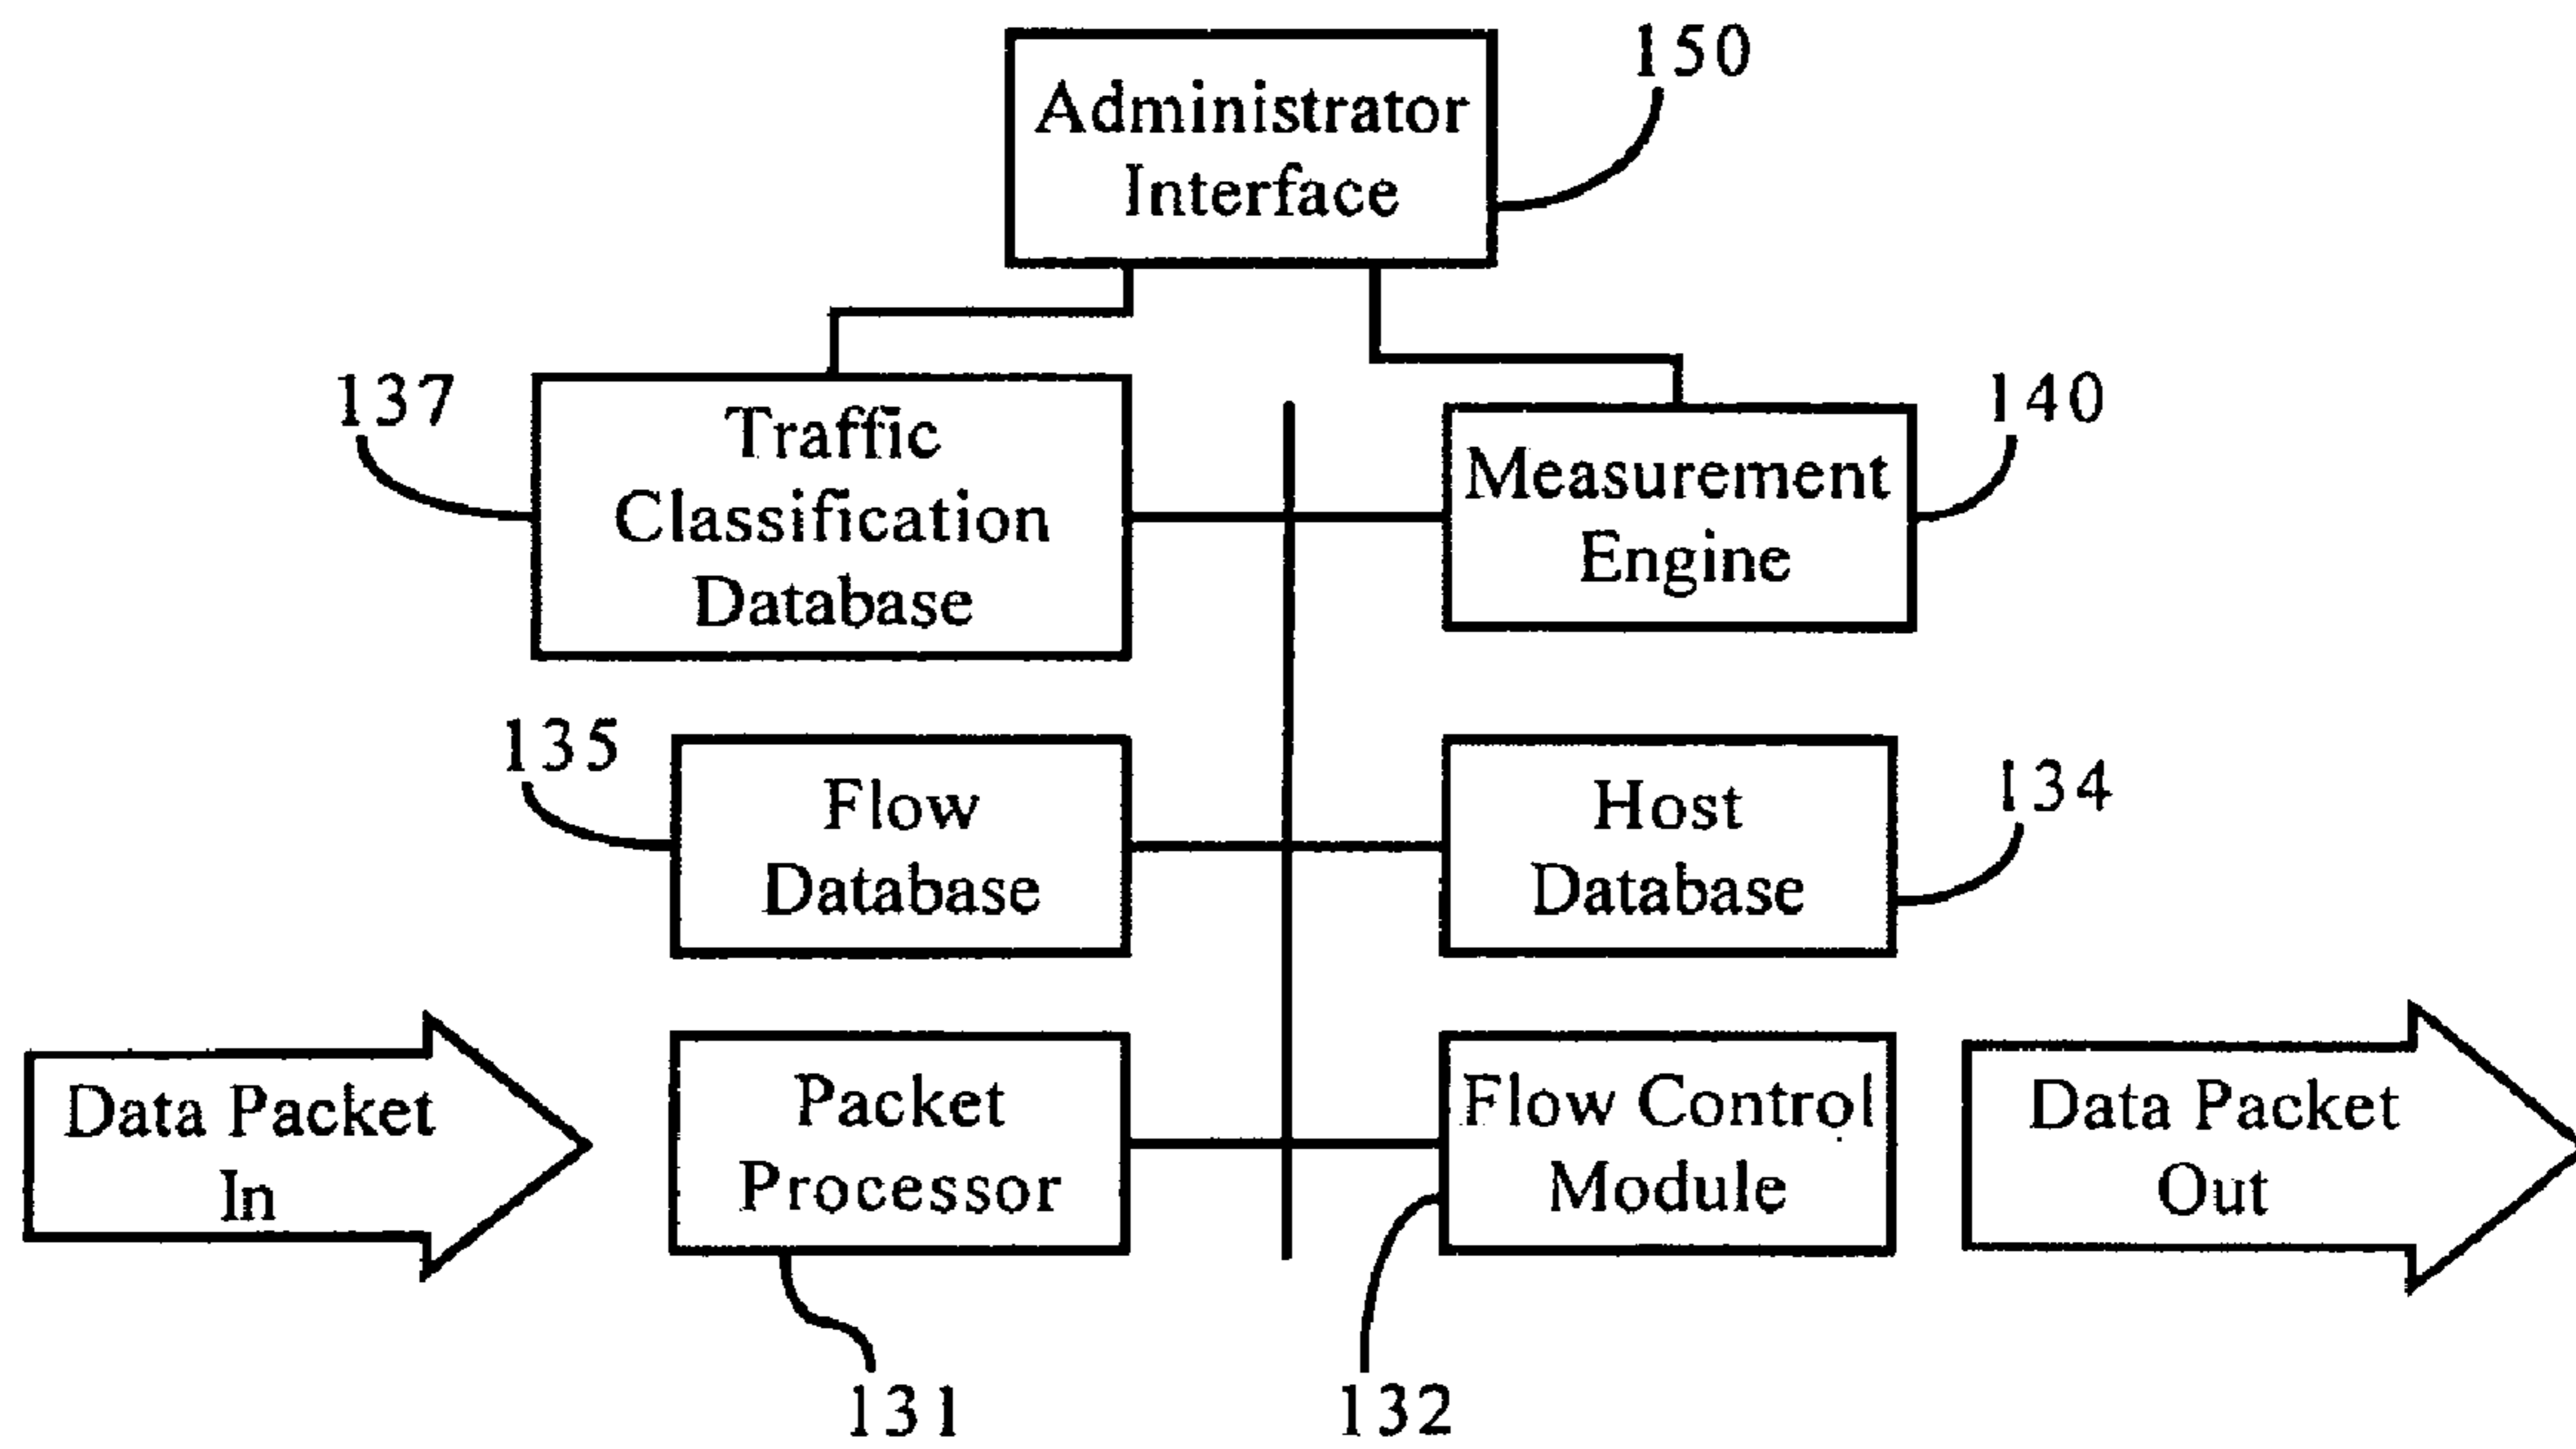 150
Administrator
Interface
137
Traffic
Classification
Database
140
Measurement
Engine
135
Flow
Database
134
Host
Database
Data Packet
In
Packet
Processor
Flow Control
Module
Data Packet
Out
131
132